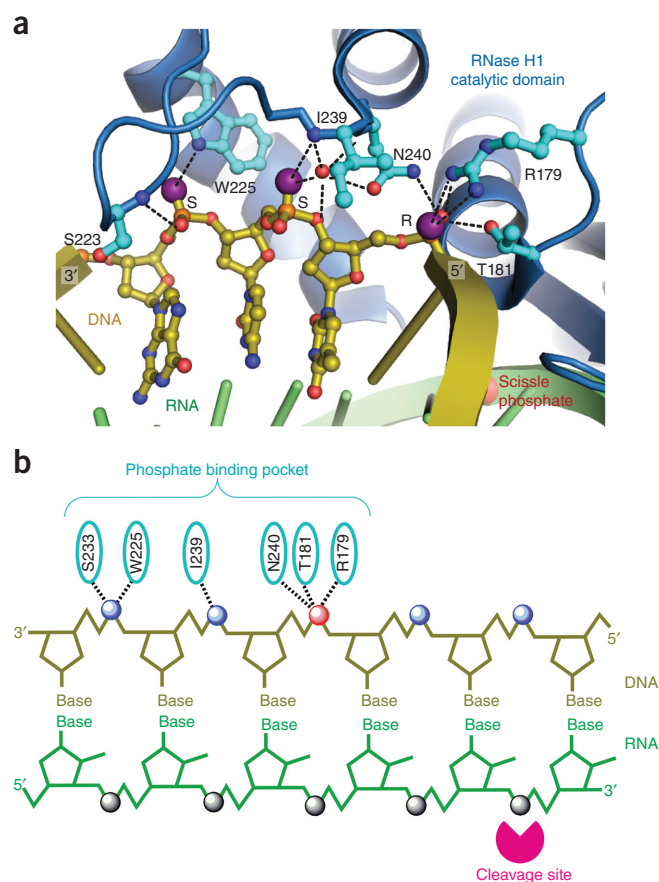 a
RNase H1
catalytic domain
I239
N240
R179
W225
S
S
R
S223
3′
5′
T181
DNA
RNA
Scissle
phosphate
b
Phosphate binding pocket
S233
W225
I239
N240
T181
R179
3′
5′
DNA
Base Base Base Base Base Base
Base Base Base Base Base Base
RNA
5′
3′
Cleavage site